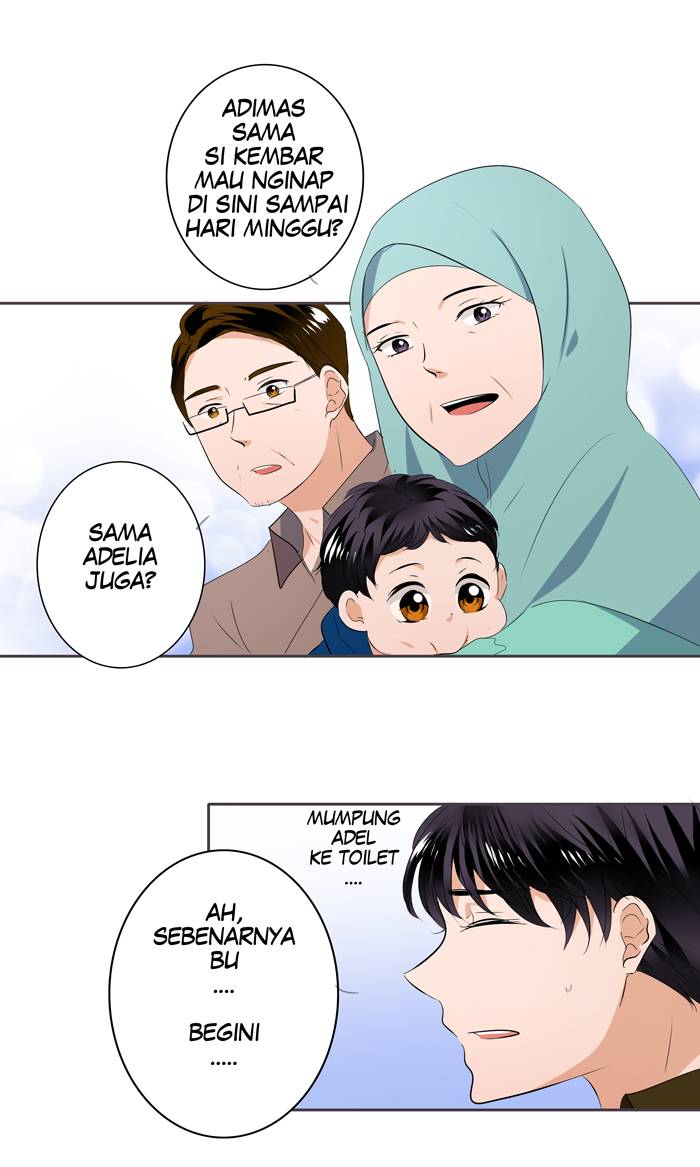 ADIMAS
SAMA
SI KEMBAR
MAU NGINAP
DI SINI SAMPAI
HARI MINGGU?
SAMA
ADELIA
JUGA?
MUMPUNG
ADEL
KE TOILET
....
AH,
SEBENARNYA
BU
....
BEGINI
.....